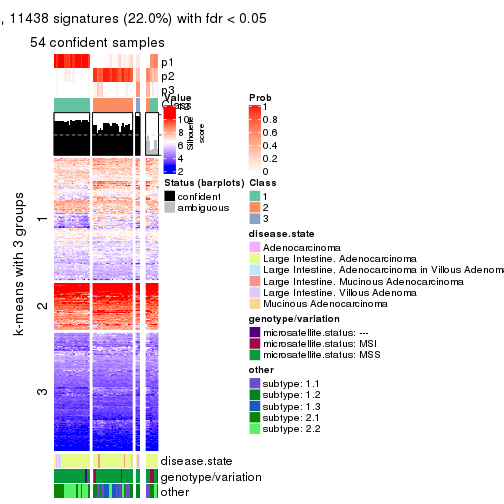 , 11438 signatures (22.0%) with fdr < 0.05
54 confident samples
p1
p2
p3
Class
k-means with 3 groups
1
2
3
Value
10
8
6
4
2
Silhouette
score
Prob
1
0.8
0.6
0.4
0.2
0
Status (barplots)
confident
ambiguous
Class
1
2
3
disease.state
Adenocarcinoma
Large Intestine. Adenocarcinoma
Large Intestine. Adenocarcinoma in Villous Adenom
Large Intestine. Mucinous Adenocarcinoma
Large Intestine. Villous Adenoma
Mucinous Adenocarcinoma
genotype/variation
microsatellite.status: ---
microsatellite.status: MSI
microsatellite.status: MSS
other
subtype: 1.1
subtype: 1.2
subtype: 1.3
subtype: 2.1
subtype: 2.2
disease.state
genotype/variation
other